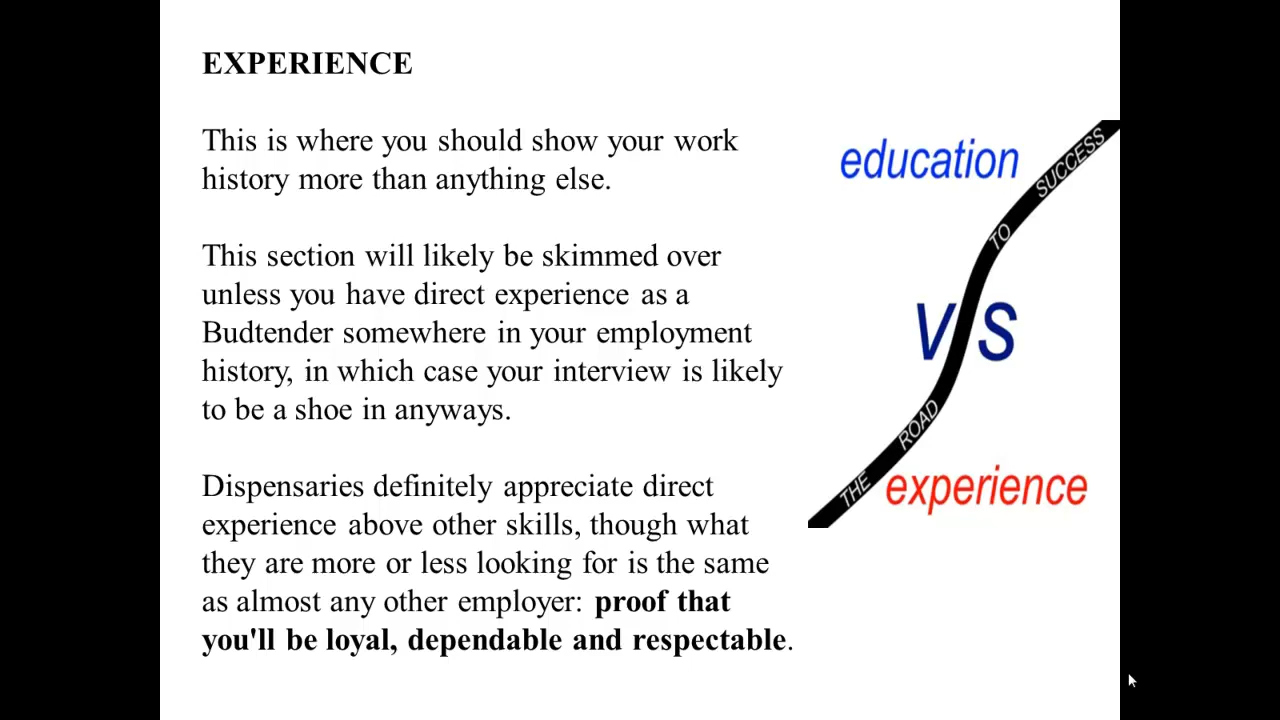 EXPERIENCE
This is where you should show your work
history more than anything else.
This section will likely be skimmed over
unless you have direct experience as a
Budtender somewhere in your employment
history, in which case your interview is likely
to be a shoe in anyways.
Dispensaries definitely appreciate direct
experience above other skills, though what
they are more or less looking for is the same
as almost any other employer: proof that
you'll be loyal, dependable and respectable.
education
VS
experience
THE ROAD TO SUCCESS